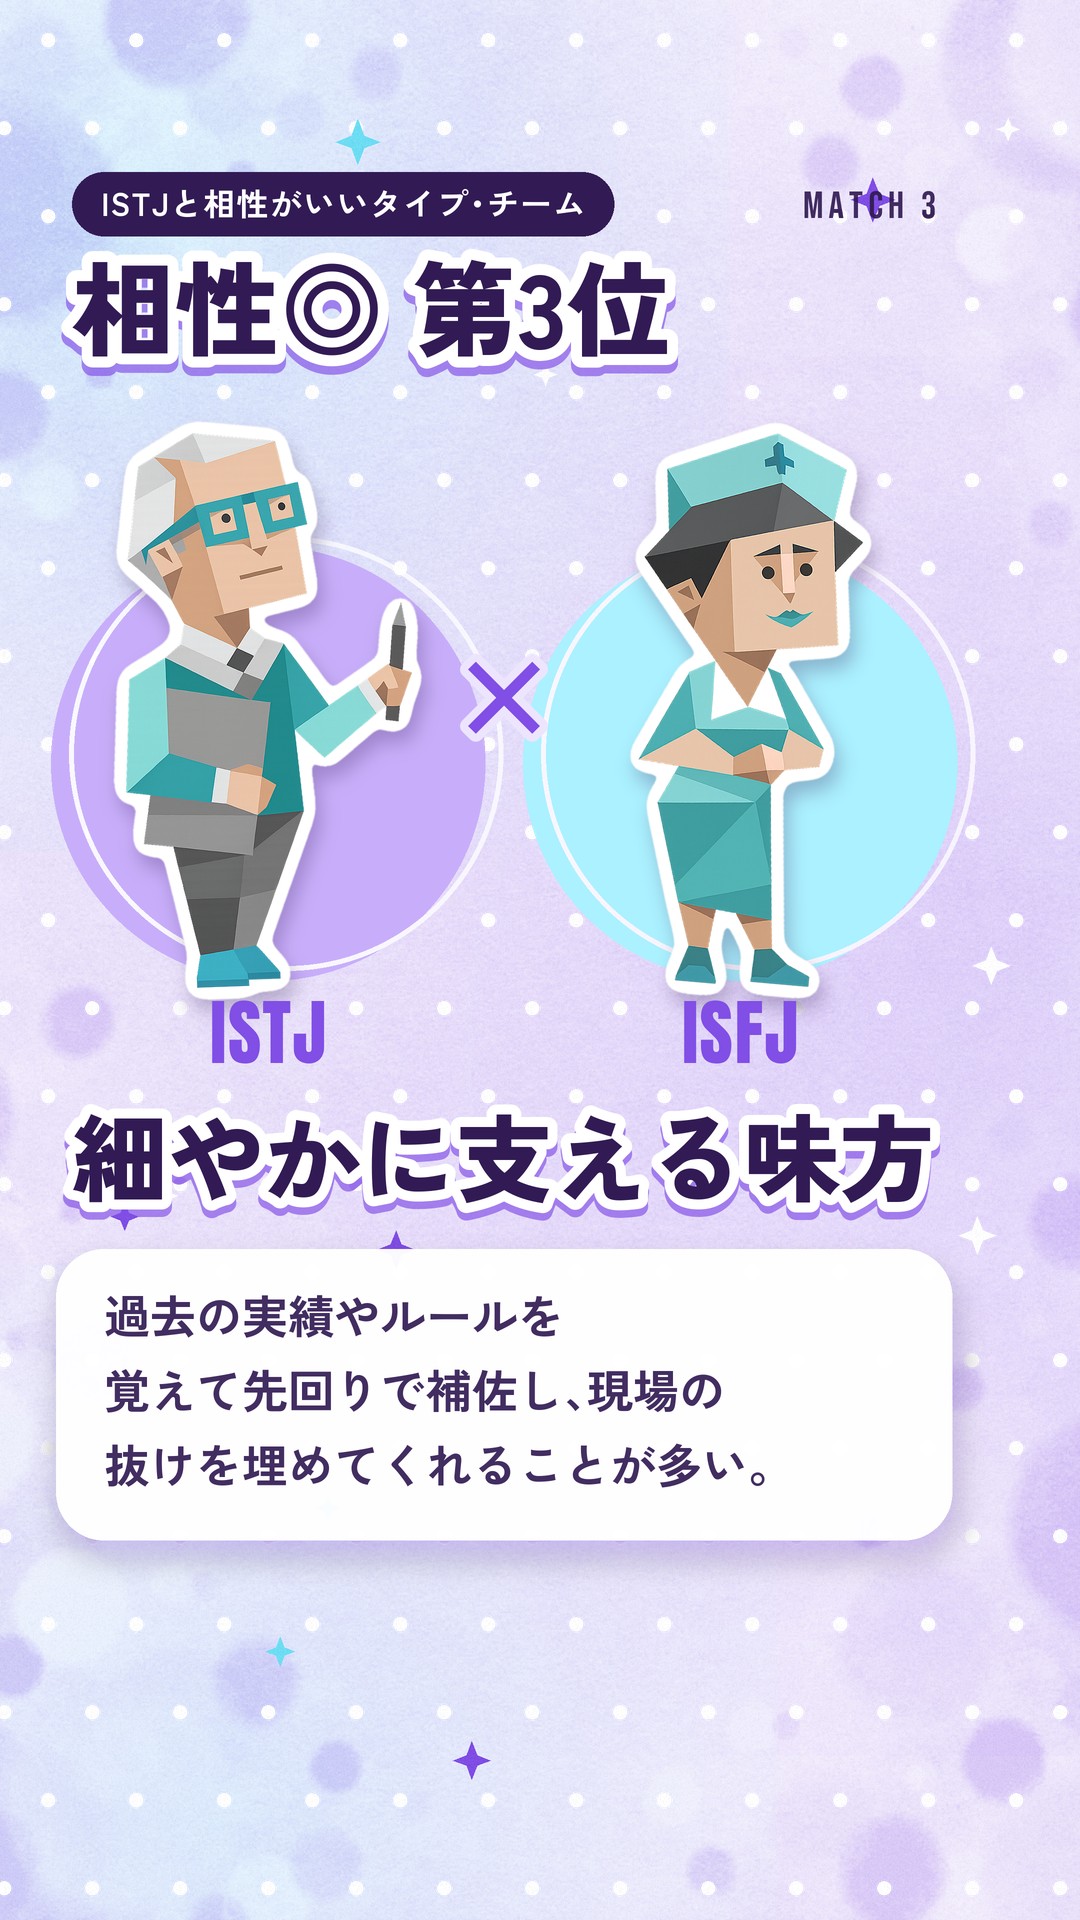 ISTJと相性がいいタイプ・チーム
MATCH 3
相性◎ 第3位
×
ISTJ
ISFJ
細やかに支える味方
過去の実績やルールを
覚えて先回りで補佐し、現場の
抜けを埋めてくれることが多い。